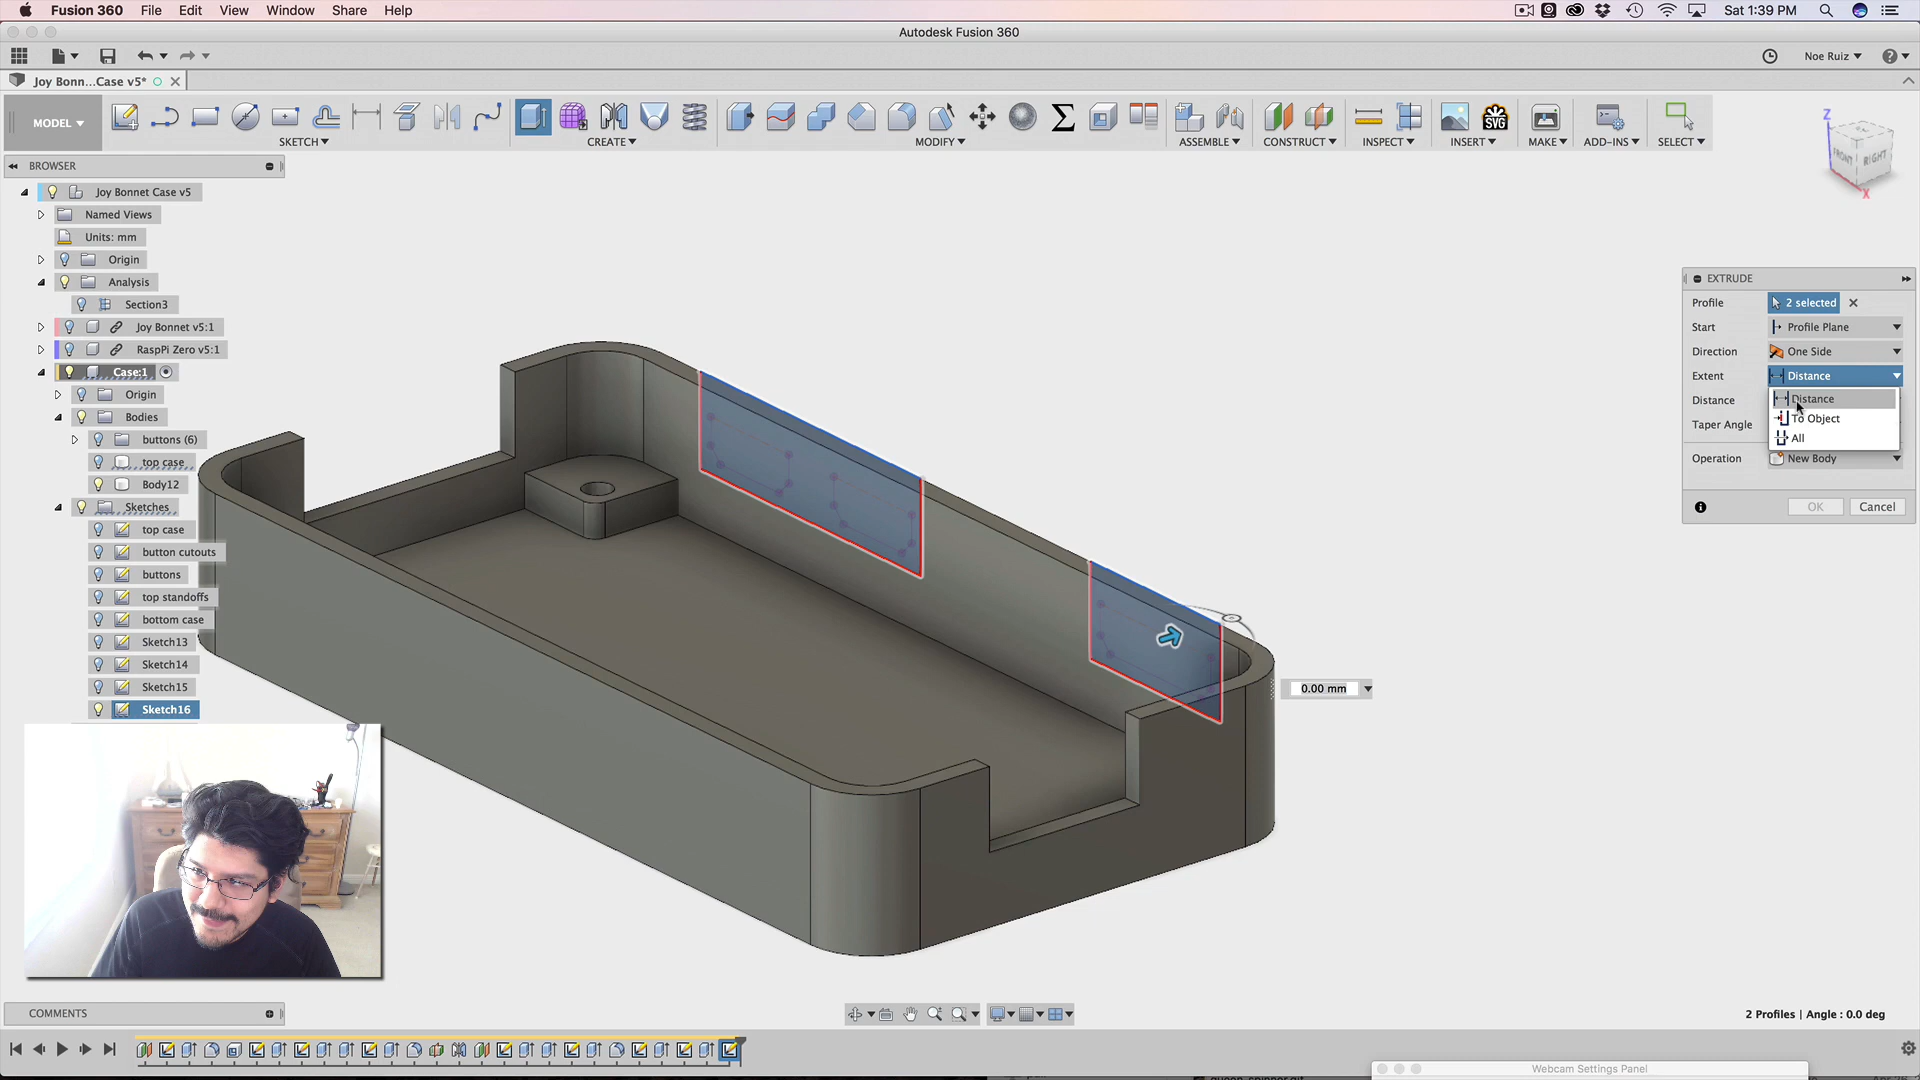 Fusion 360 File Edit View Window Share Help Sat 1:39 PM
Autodesk Fusion 360
Noe Ruiz
Joy Bonn...Case v5*
MODEL
SKETCH CREATE MODIFY ASSEMBLE CONSTRUCT INSPECT INSERT MAKE ADD-INS SELECT
SVG
BROWSER
Joy Bonnet Case v5
Named Views
Units: mm
Origin
Analysis
Section3
Joy Bonnet v5:1
RaspPi Zero v5:1
Case:1
Origin
Bodies
buttons (6)
top case
Body12
Sketches
top case
button cutouts
buttons
top standoffs
bottom case
Sketch13
Sketch14
Sketch15
Sketch16
Z
FRONT RIGHT
X
EXTRUDE
Profile 2 selected
Start Profile Plane
Direction One Side
Extent Distance
Distance Distance
To Object
Taper Angle
All
Operation New Body
OK Cancel
0.00 mm
COMMENTS
2 Profiles | Angle : 0.0 deg
Webcam Settings Panel